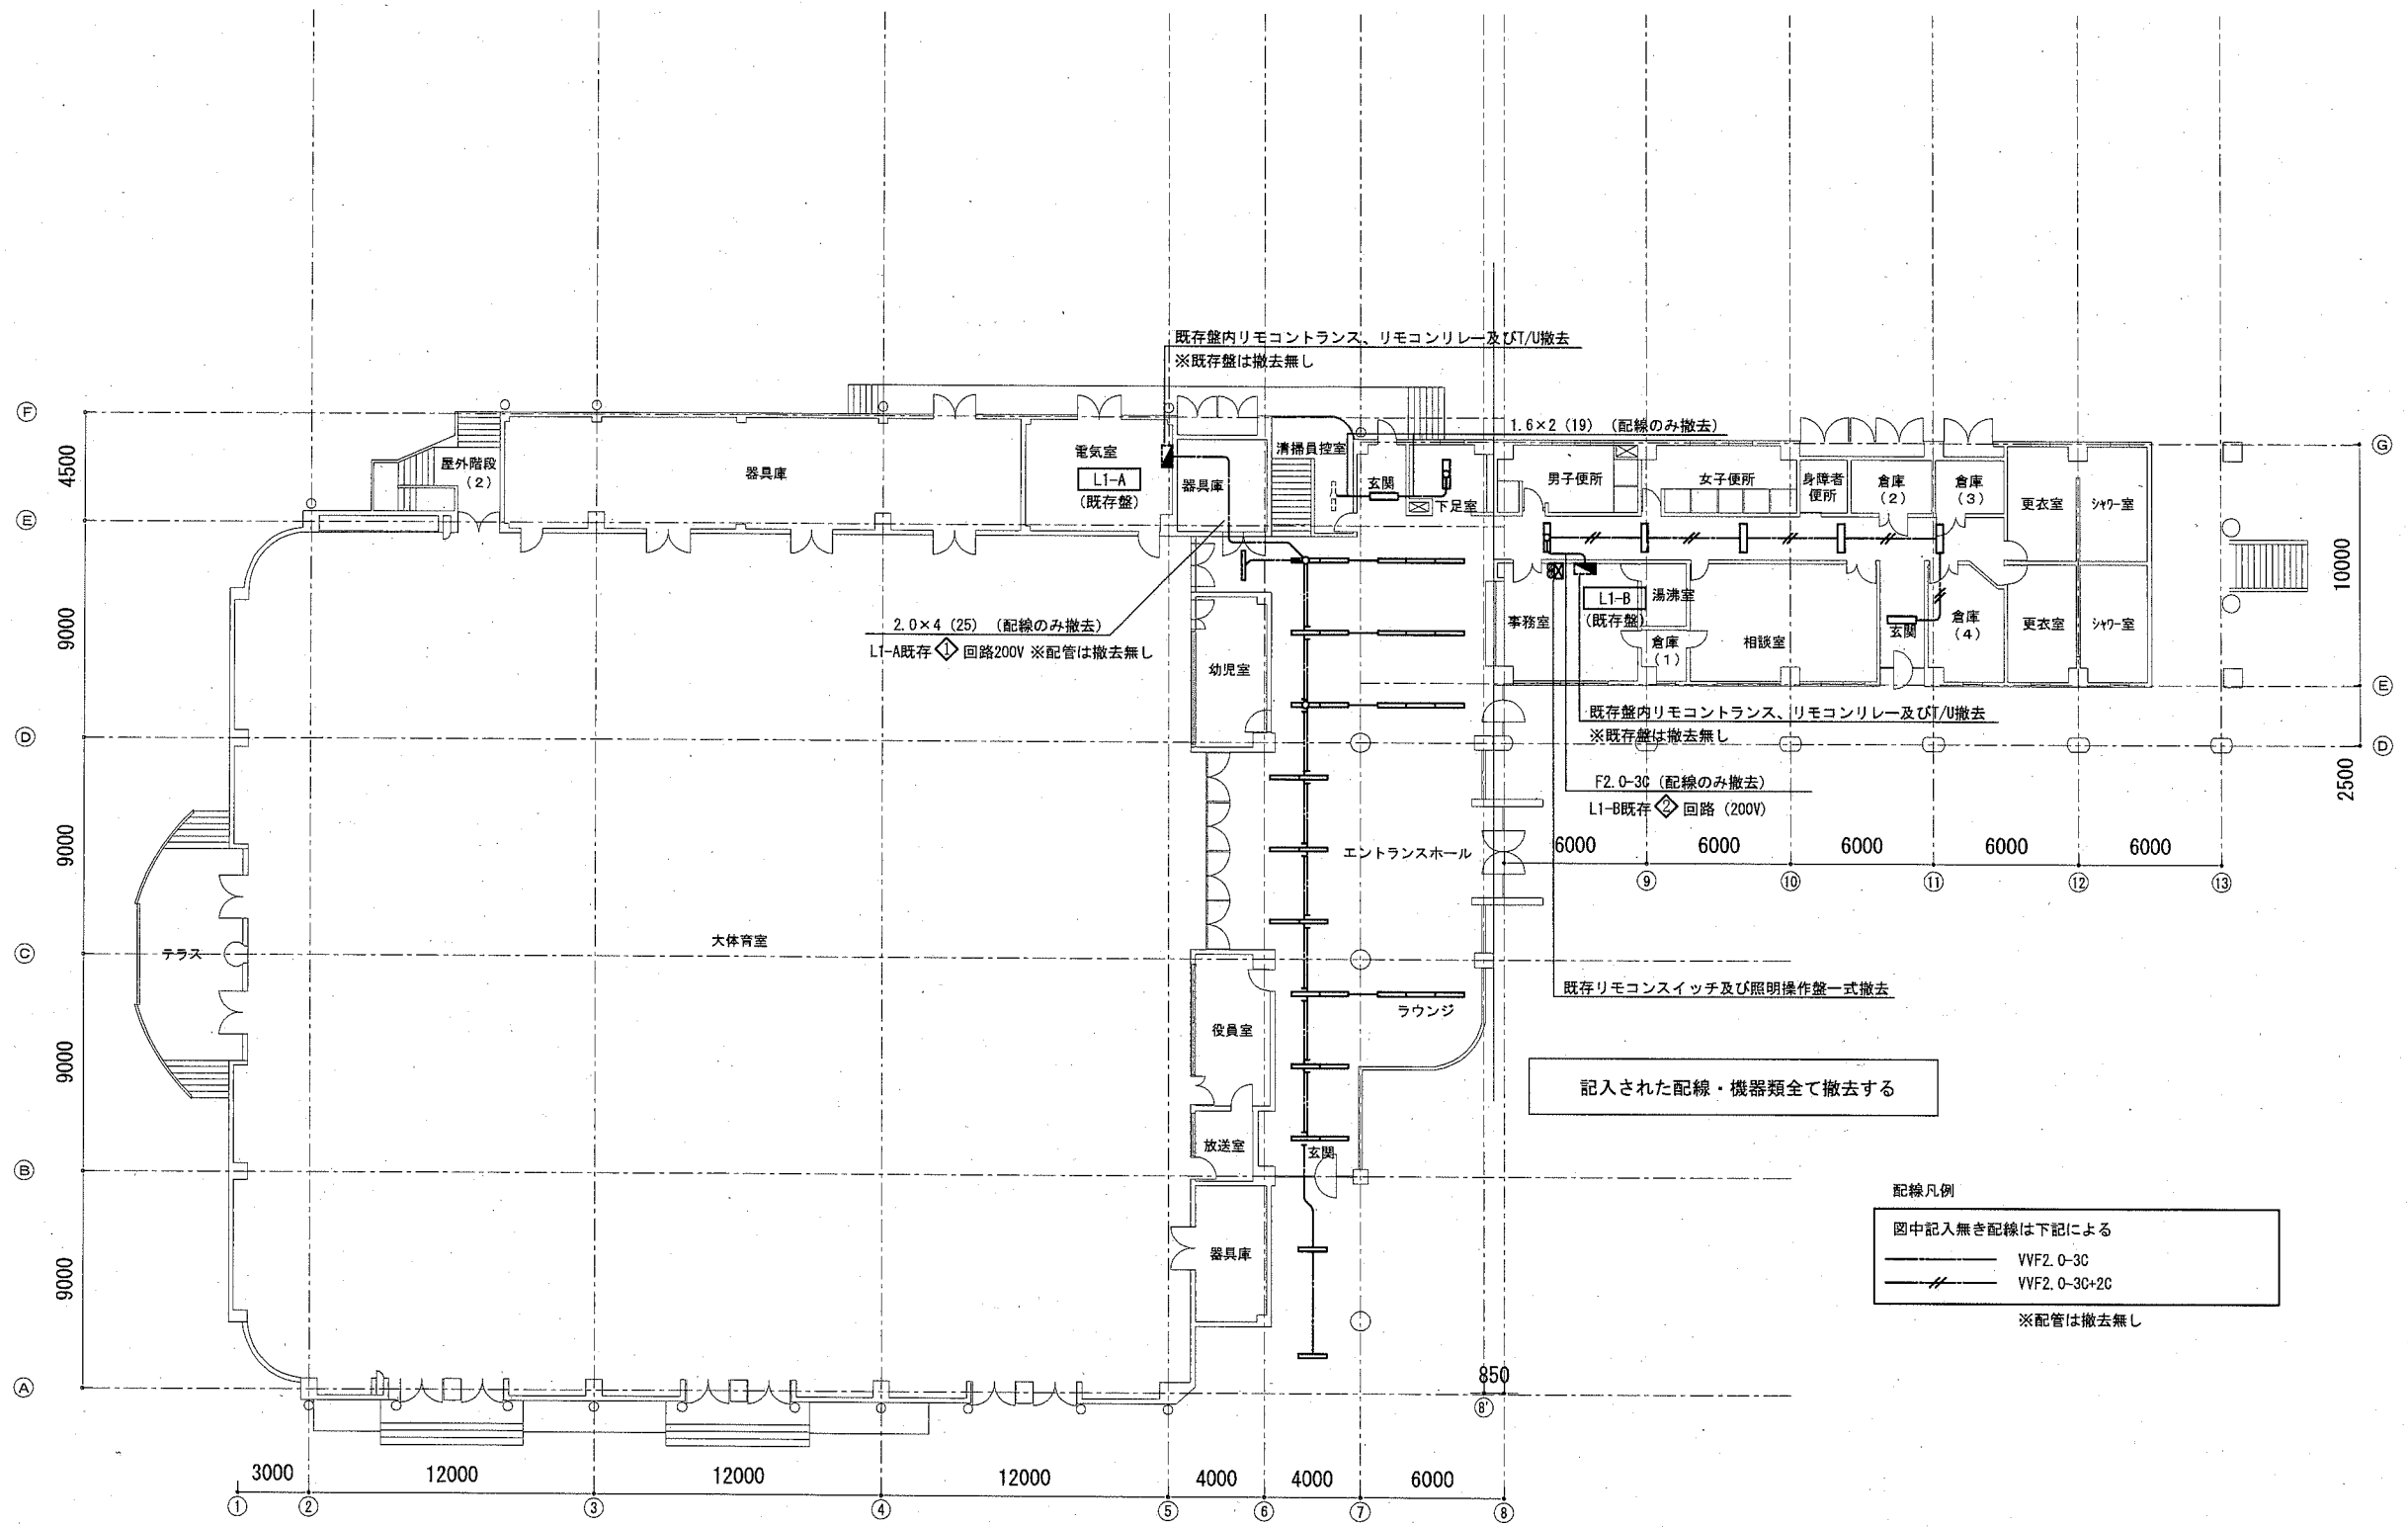 既存盤内リモコントランス、リモコンリレー及びT/U撤去
※既存盤は撤去無し
1.6×2 (19) (配線のみ撤去)
Ⓕ
Ⓖ
4500
屋外階段
(2)
器具庫
電気室
L1-A
(既存盤)
器具庫
清掃員控室
玄関
下足室
男子便所
女子便所
身障者
便所
倉庫
(2)
倉庫
(3)
更衣室
シャワー室
Ⓔ
10000
9000
2.0×4 (25) (配線のみ撤去)
L1-A既存 1 回路200V ※配管は撤去無し
幼児室
事務室
L1-B
(既存盤)
湯沸室
倉庫
(1)
相談室
玄関
倉庫
(4)
更衣室
シャワー室
Ⓔ
既存盤内リモコントランス、リモコンリレー及びT/U撤去
※既存盤は撤去無し
Ⓓ
Ⓓ
F2.0-3C (配線のみ撤去)
L1-B既存 2 回路 (200V)
2500
9000
エントランスホール
6000
6000
6000
6000
6000
⑨
⑩
⑪
⑫
⑬
Ⓒ
テラス
大体育室
既存リモコンスイッチ及び照明操作盤一式撤去
ラウンジ
役員室
9000
記入された配線・機器類全て撤去する
放送室
玄関
Ⓑ
配線凡例
図中記入無き配線は下記による
VVF2.0-3C
VVF2.0-3C+2C
※配管は撤去無し
器具庫
9000
Ⓐ
850
8'
3000
12000
12000
12000
4000
4000
6000
①
②
③
④
⑤
⑥
⑦
⑧